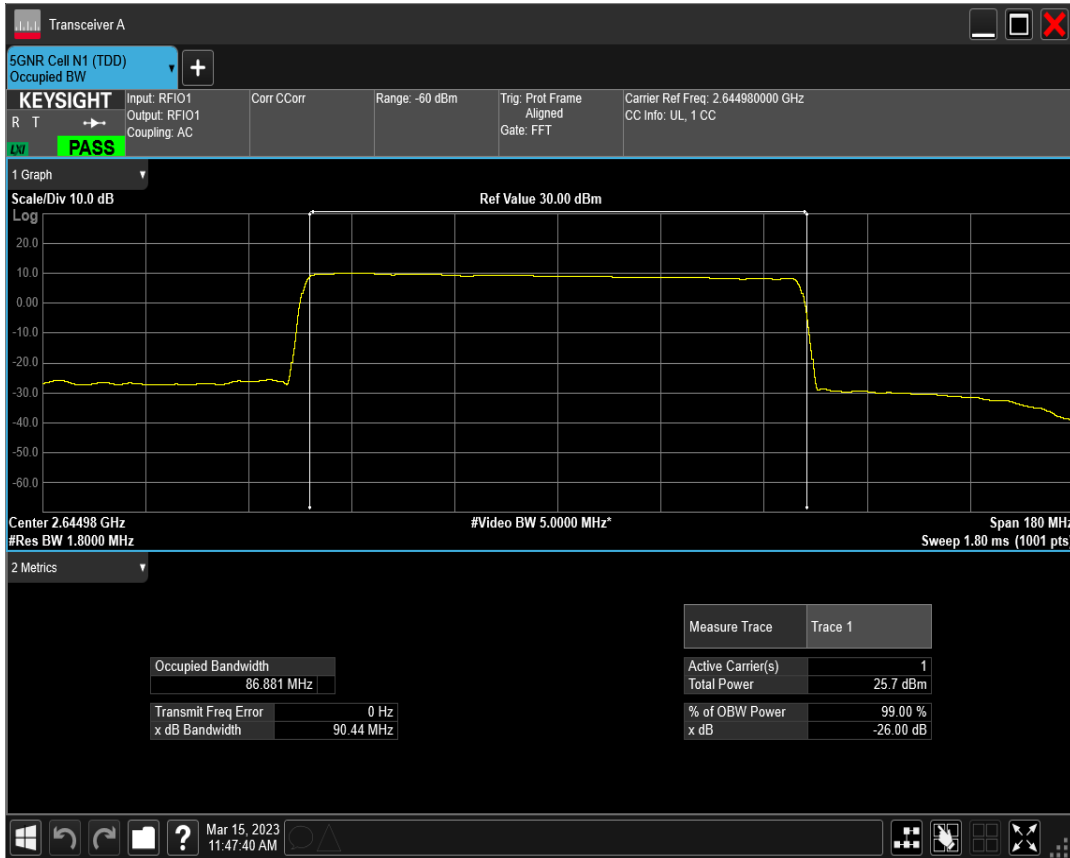 Transceiver A
5GNR Cell N1 (TDD)
Occupied BW
+
KEYSIGHT
R T
LXI
PASS
Input: RFIO1
Output: RFIO1
Coupling: AC
Corr CCorr
Range: -60 dBm
Trig: Prot Frame
Aligned
Gate: FFT
Carrier Ref Freq: 2.644980000 GHz
CC Info: UL, 1 CC
1 Graph
Scale/Div 10.0 dB
Ref Value 30.00 dBm
Log
20.0
10.0
0.00
-10.0
-20.0
-30.0
-40.0
-50.0
-60.0
Center 2.64498 GHz
#Video BW 5.0000 MHz*
Span 180 MHz
#Res BW 1.8000 MHz
Sweep 1.80 ms (1001 pts)
2 Metrics
Measure Trace Trace 1
Occupied Bandwidth
86.881 MHz
Active Carrier(s) 1
Total Power 25.7 dBm
Transmit Freq Error 0 Hz
x dB Bandwidth 90.44 MHz
% of OBW Power 99.00 %
x dB -26.00 dB
?
Mar 15, 2023
11:47:40 AM